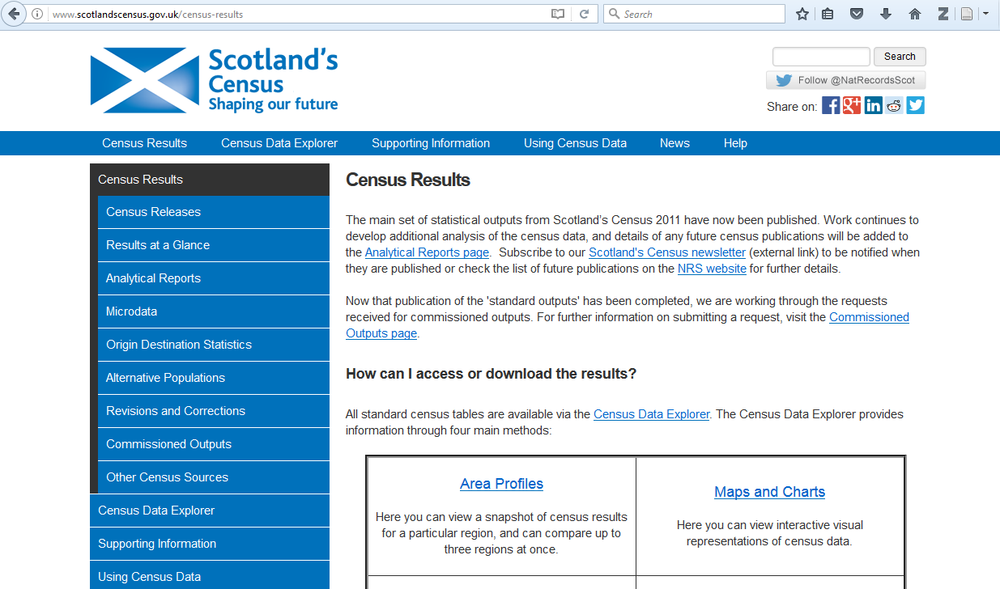 www.scotlandscensus.gov.uk/census-results
Search
Scotland's
Census
Shaping our future
Search
Follow @NatRecordsScot
Share on:
Census Results
Census Data Explorer
Supporting Information
Using Census Data
News
Help
Census Results
Census Releases
Results at a Glance
Analytical Reports
Microdata
Origin Destination Statistics
Alternative Populations
Revisions and Corrections
Commissioned Outputs
Other Census Sources
Census Data Explorer
Supporting Information
Using Census Data
Census Results
The main set of statistical outputs from Scotland's Census 2011 have now been published. Work continues to
develop additional analysis of the census data, and details of any future census publications will be added to
the Analytical Reports page.  Subscribe to our Scotland's Census newsletter (external link) to be notified when
they are published or check the list of future publications on the NRS website for further details.
Now that publication of the 'standard outputs' has been completed, we are working through the requests
received for commissioned outputs. For further information on submitting a request, visit the Commissioned
Outputs page.
How can I access or download the results?
All standard census tables are available via the Census Data Explorer. The Census Data Explorer provides
information through four main methods:
Area Profiles
Here you can view a snapshot of census results
for a particular region, and can compare up to
three regions at once.
Maps and Charts
Here you can view interactive visual
representations of census data.